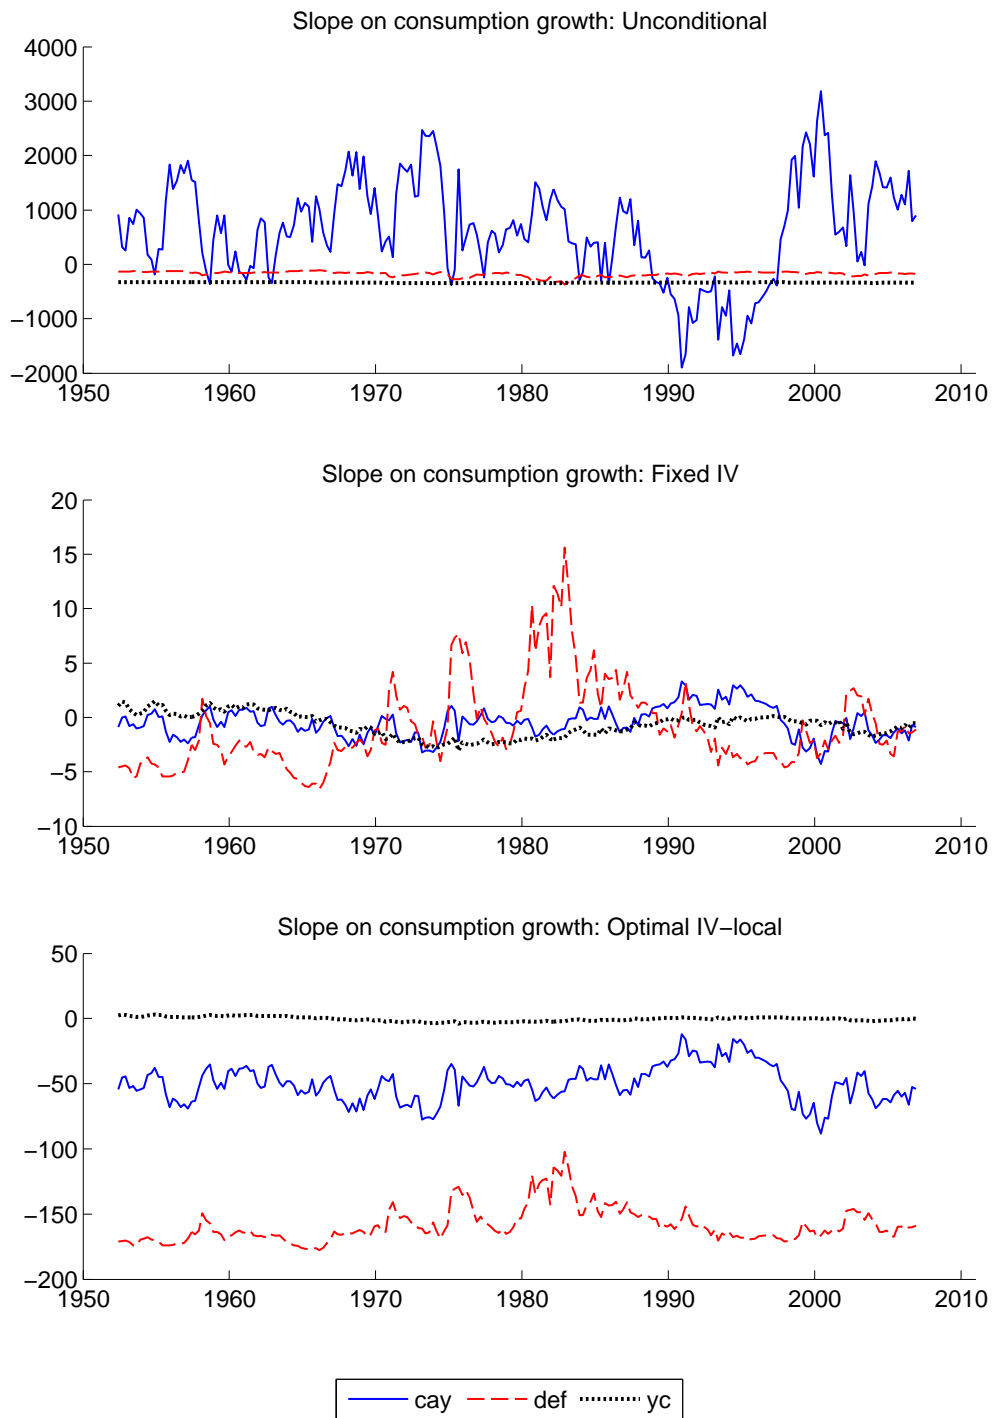 Slope on consumption growth: Unconditional
4000
3000
2000
1000
0
−1000
−2000
1950 1960 1970 1980 1990 2000 2010
Slope on consumption growth: Fixed IV
20
15
10
5
0
−5
−10
1950 1960 1970 1980 1990 2000 2010
Slope on consumption growth: Optimal IV−local
50
0
−50
−100
−150
−200
1950 1960 1970 1980 1990 2000 2010
cay def yc